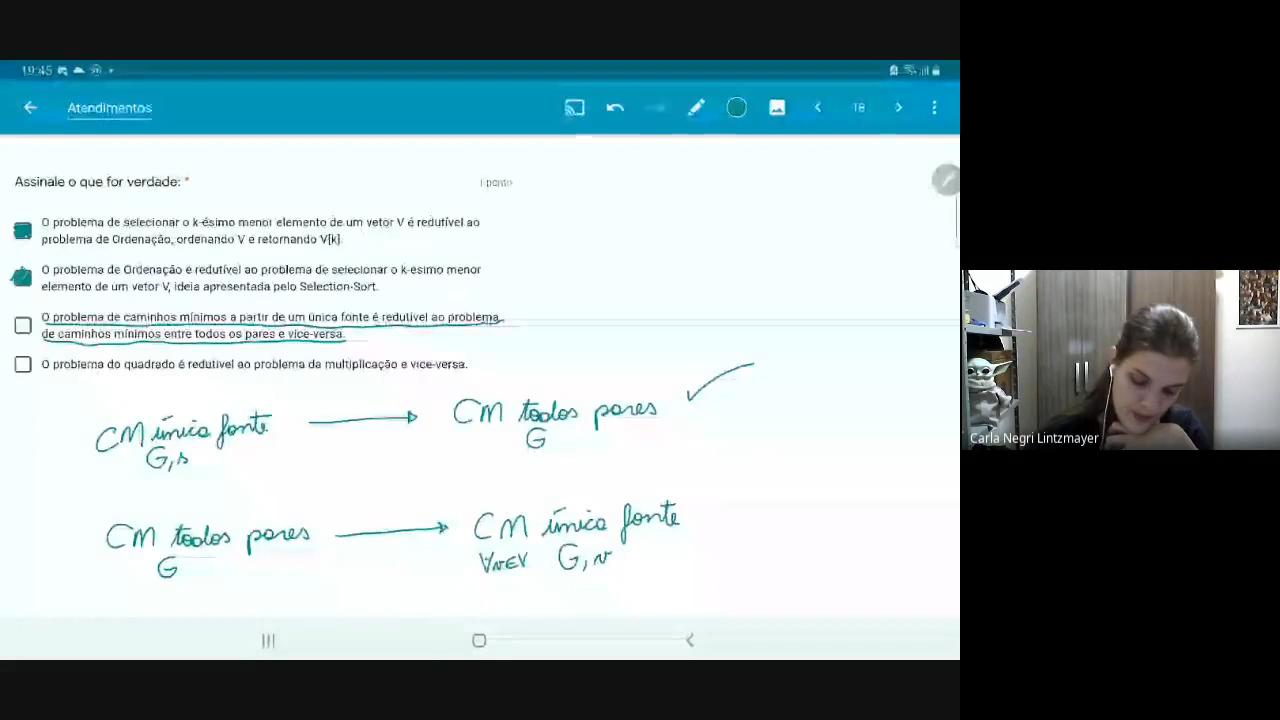 19:45
Atendimentos
18
Assinale o que for verdade: *
1 ponto
O problema de selecionar o k-ésimo menor elemento de um vetor V é redutível ao
problema de Ordenação, ordenando V e retornando V[k].
O problema de Ordenação é redutível ao problema de selecionar o k-ésimo menor
elemento de um vetor V, ideia apresentada pelo Selection-Sort.
O problema de caminhos mínimos a partir de um única fonte é redutível ao problema
de caminhos mínimos entre todos os pares e vice-versa.
O problema do quadrado é redutível ao problema da multiplicação e vice-versa.
CM única fonte → CM todos pares ✓
G, s G
CM todos pares → CM única fonte
G ∀v∈V G, v
Carla Negri Lintzmayer